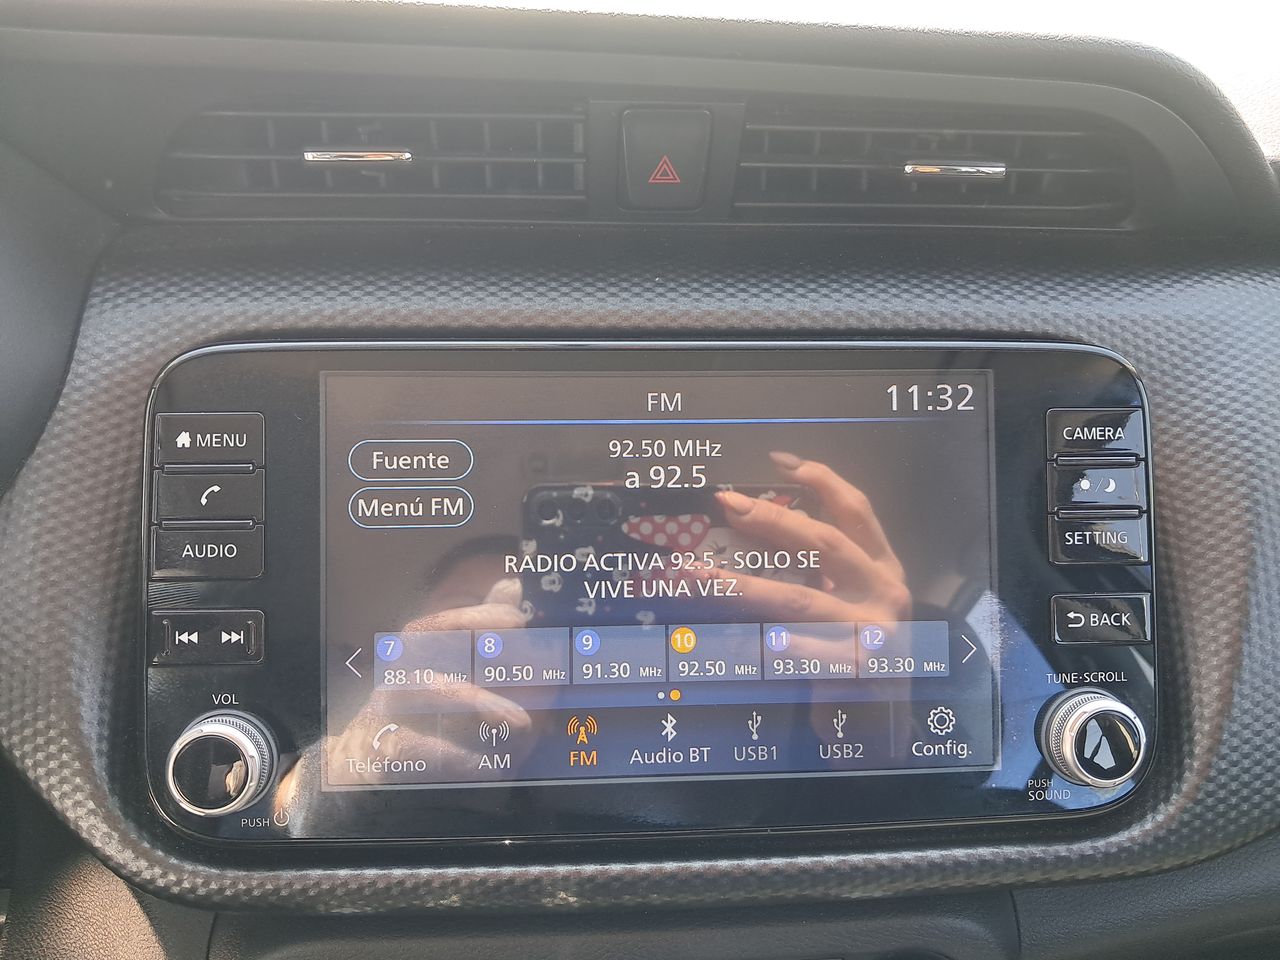 FM
11:32
MENU
AUDIO
VOL
PUSH
Fuente
Menú FM
92.50 MHz
a 92.5
RADIO ACTIVA 92.5 - SOLO SE
VIVE UNA VEZ.
7 8 9 10 11 12
88.10 MHz 90.50 MHz 91.30 MHz 92.50 MHz 93.30 MHz 93.30 MHz
Teléfono AM FM Audio BT USB1 USB2 Config.
CAMERA
SETTING
BACK
TUNE·SCROLL
PUSH
SOUND